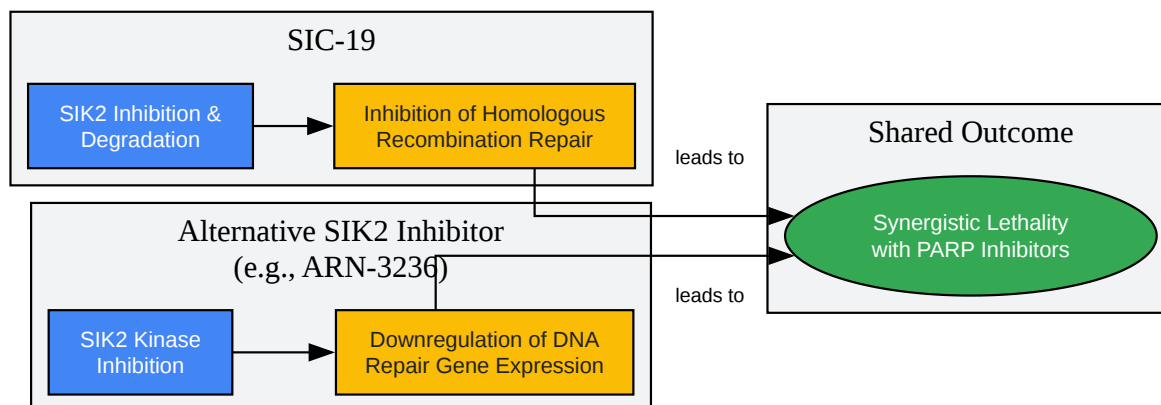 SIC-19
SIK2 Inhibition &
Degradation
Inhibition of Homologous
Recombination Repair
leads to
Shared Outcome
Synergistic Lethality
with PARP Inhibitors
Alternative SIK2 Inhibitor
(e.g., ARN-3236)
leads to
SIK2 Kinase
Inhibition
Downregulation of DNA
Repair Gene Expression